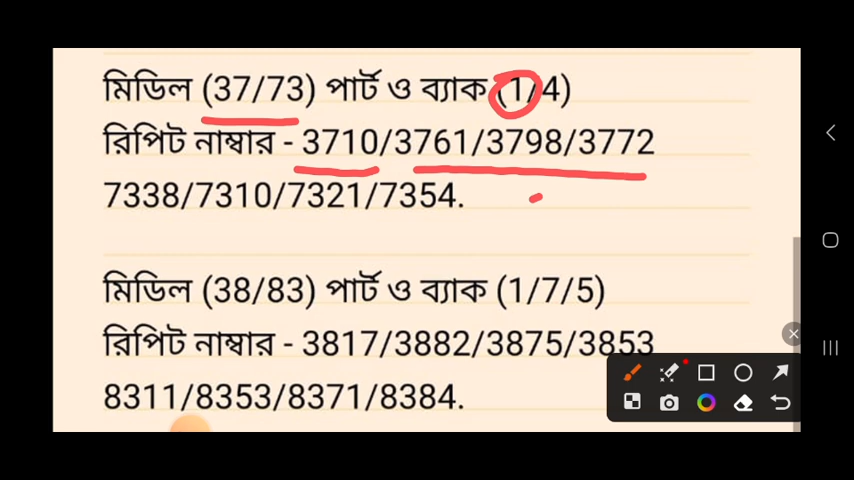 মিডিল (37/73) পার্ট ও ব্যাক (1/4)
রিপিট নাম্বার - 3710/3761/3798/3772
7338/7310/7321/7354.
মিডিল (38/83) পার্ট ও ব্যাক (1/7/5)
রিপিট নাম্বার - 3817/3882/3875/3853
8311/8353/8371/8384.